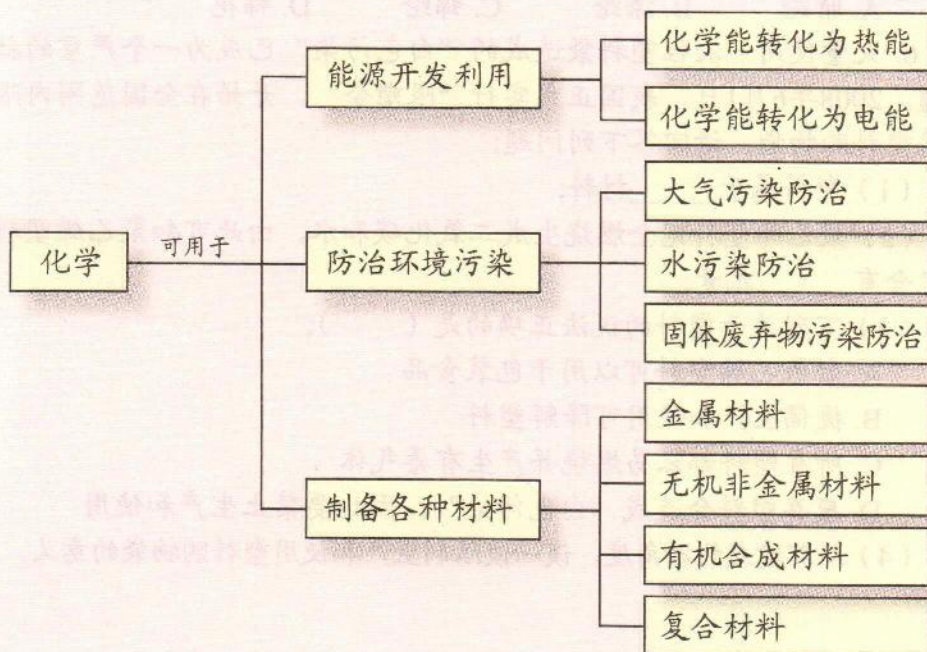 化学
可用于
能源开发利用
化学能转化为热能
化学能转化为电能
防治环境污染
大气污染防治
水污染防治
固体废弃物污染防治
制备各种材料
金属材料
无机非金属材料
有机合成材料
复合材料